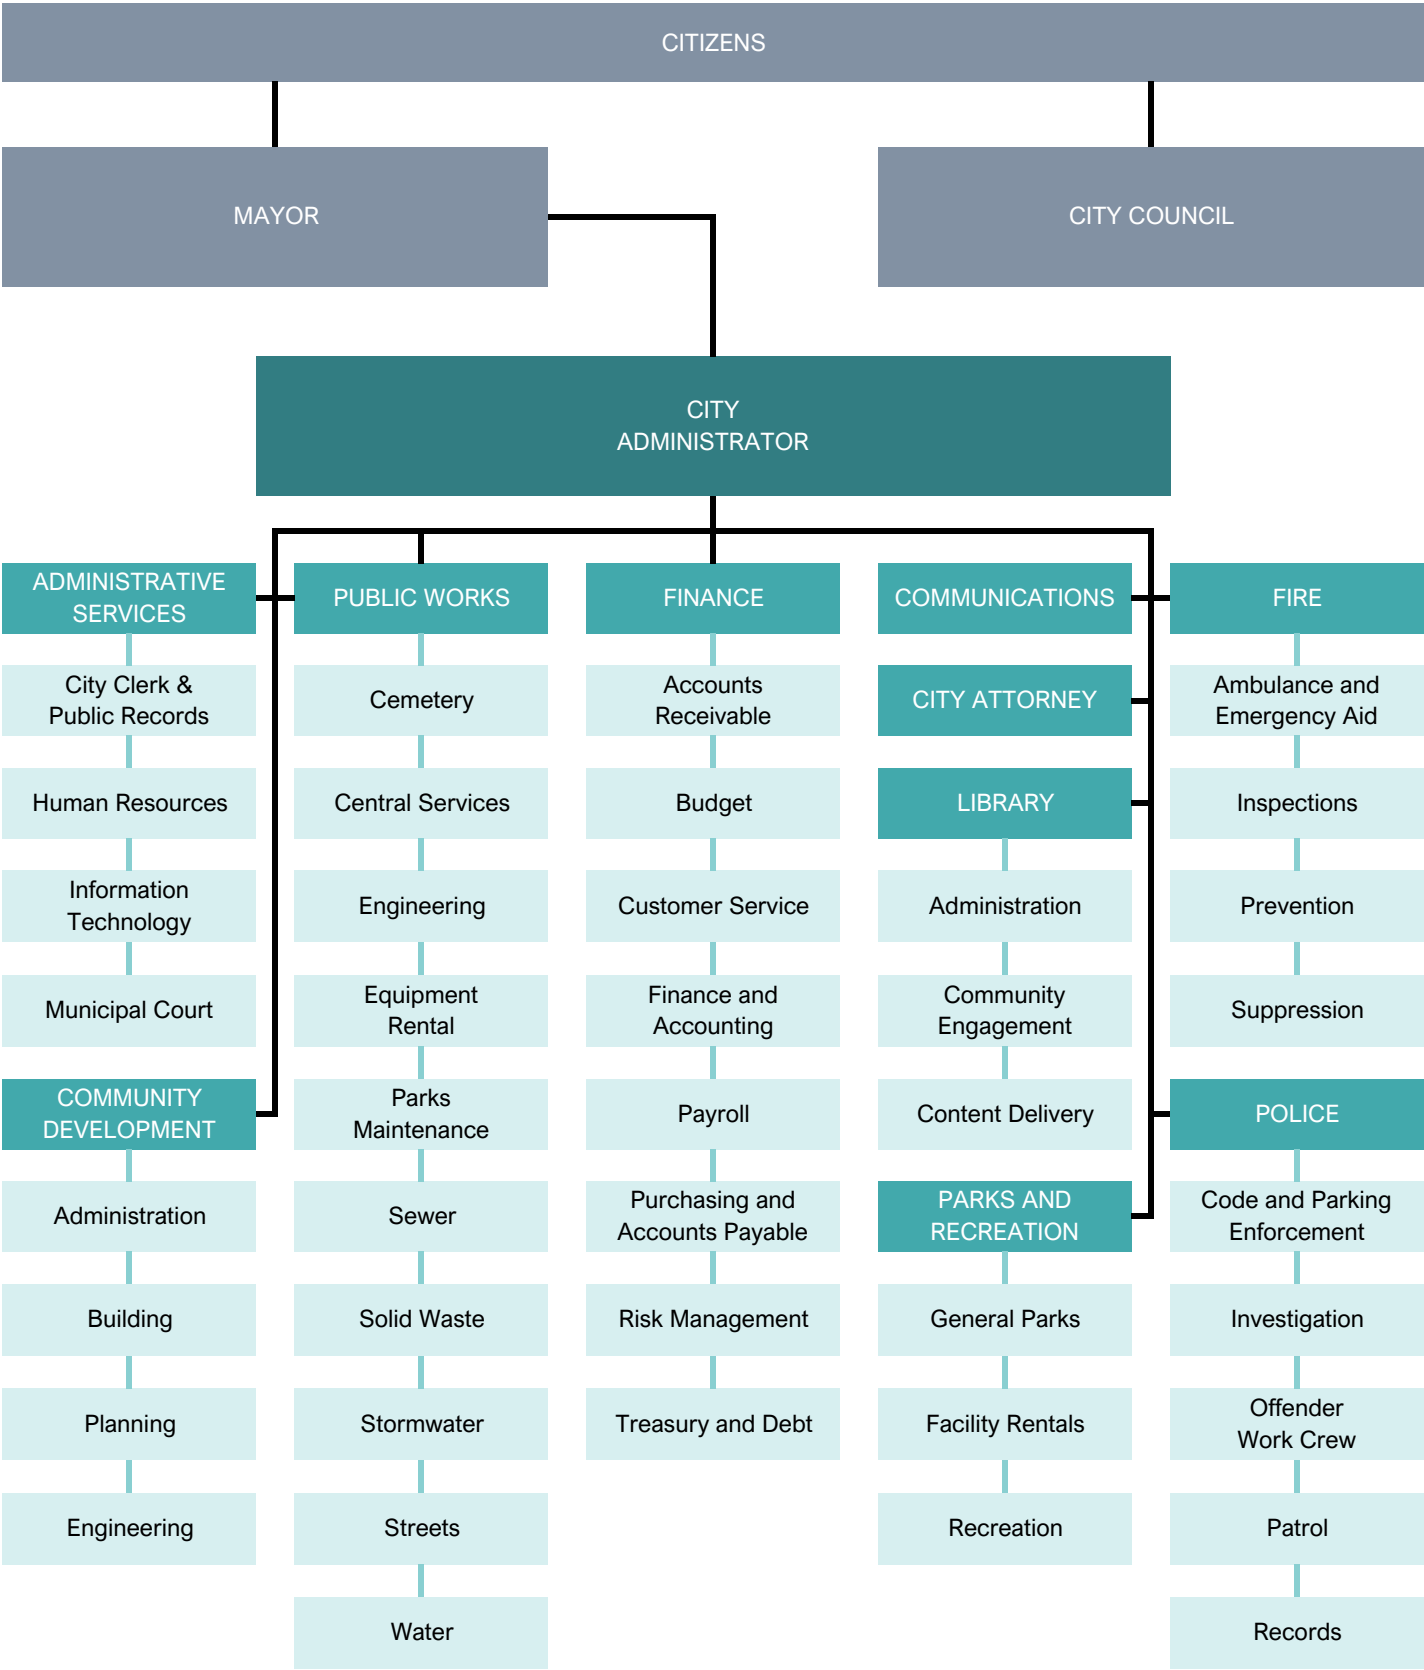 CITIZENS
MAYOR
CITY COUNCIL
CITY
ADMINISTRATOR
ADMINISTRATIVE
SERVICES
City Clerk &
Public Records
Human Resources
Information
Technology
Municipal Court
COMMUNITY
DEVELOPMENT
Administration
Building
Planning
Engineering
PUBLIC WORKS
Cemetery
Central Services
Engineering
Equipment
Rental
Parks
Maintenance
Sewer
Solid Waste
Stormwater
Streets
Water
FINANCE
Accounts
Receivable
Budget
Customer Service
Finance and
Accounting
Payroll
Purchasing and
Accounts Payable
Risk Management
Treasury and Debt
COMMUNICATIONS
CITY ATTORNEY
LIBRARY
Administration
Community
Engagement
Content Delivery
PARKS AND
RECREATION
General Parks
Facility Rentals
Recreation
FIRE
Ambulance and
Emergency Aid
Inspections
Prevention
Suppression
POLICE
Code and Parking
Enforcement
Investigation
Offender
Work Crew
Patrol
Records